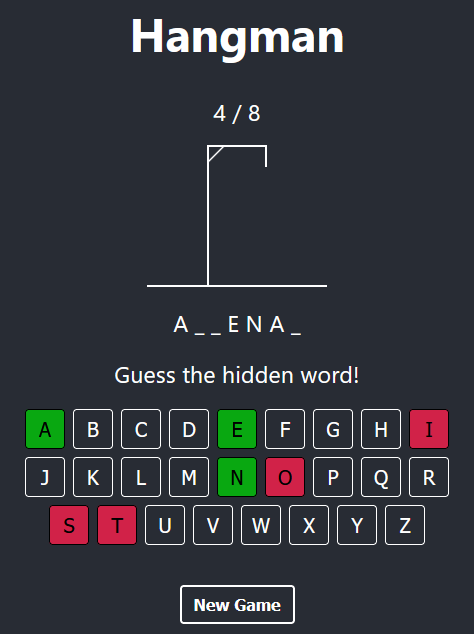 Hangman
4 / 8
A _ _ E N A _
Guess the hidden word!
A B C D E F G H I
J K L M N O P Q R
S T U V W X Y Z
New Game